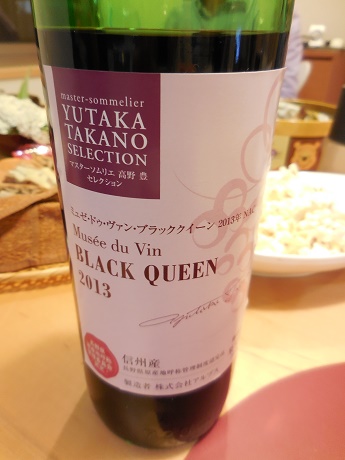 master-sommelier
YUTAKA
TAKANO
SELECTION
マスターソムリエ 高野 豊
セレクション
ミュゼ・ドゥ・ヴァン・ブラッククイーン 2013年 NAC
Musée du Vin
BLACK QUEEN
2013
信州産
製造者 株式会社アルプス